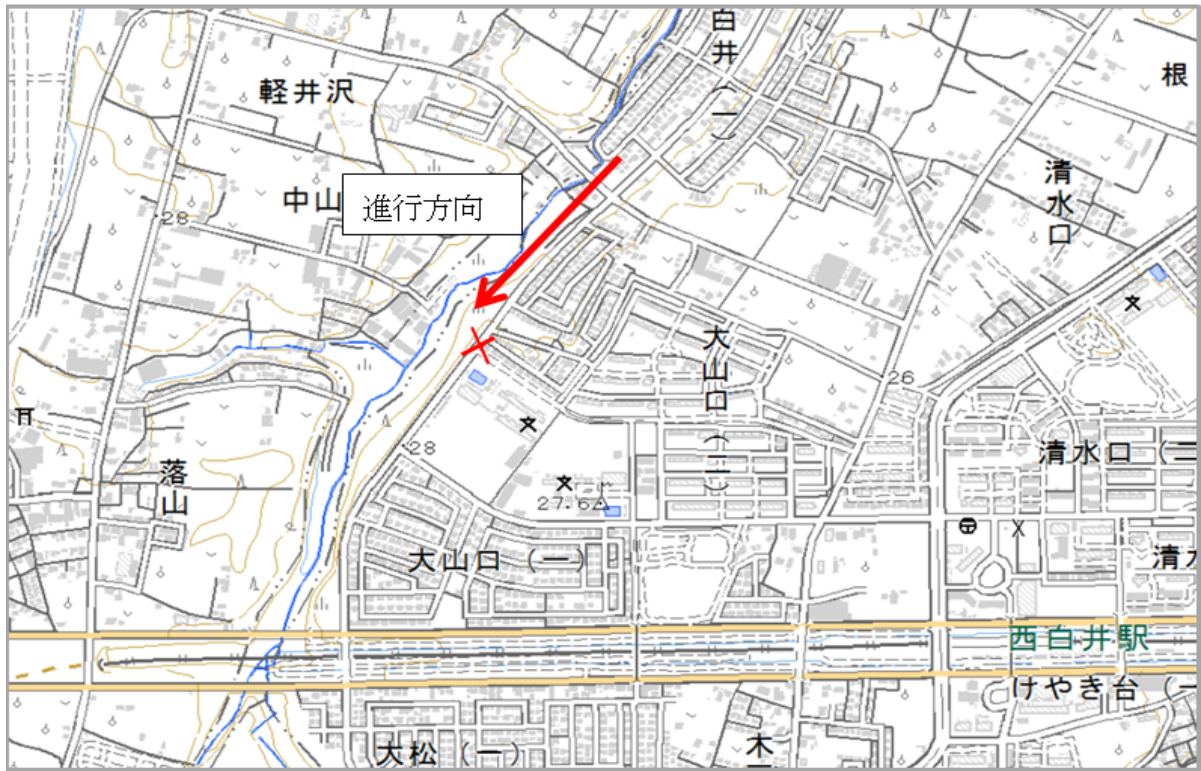 白井(一)
軽井沢
根
中山
進行方向
清水口
28
大山口(二)
26
28
清水口(二
落山
27.6
大山口(一)
清水
西白井駅
けやき台(一
大松(一)
木